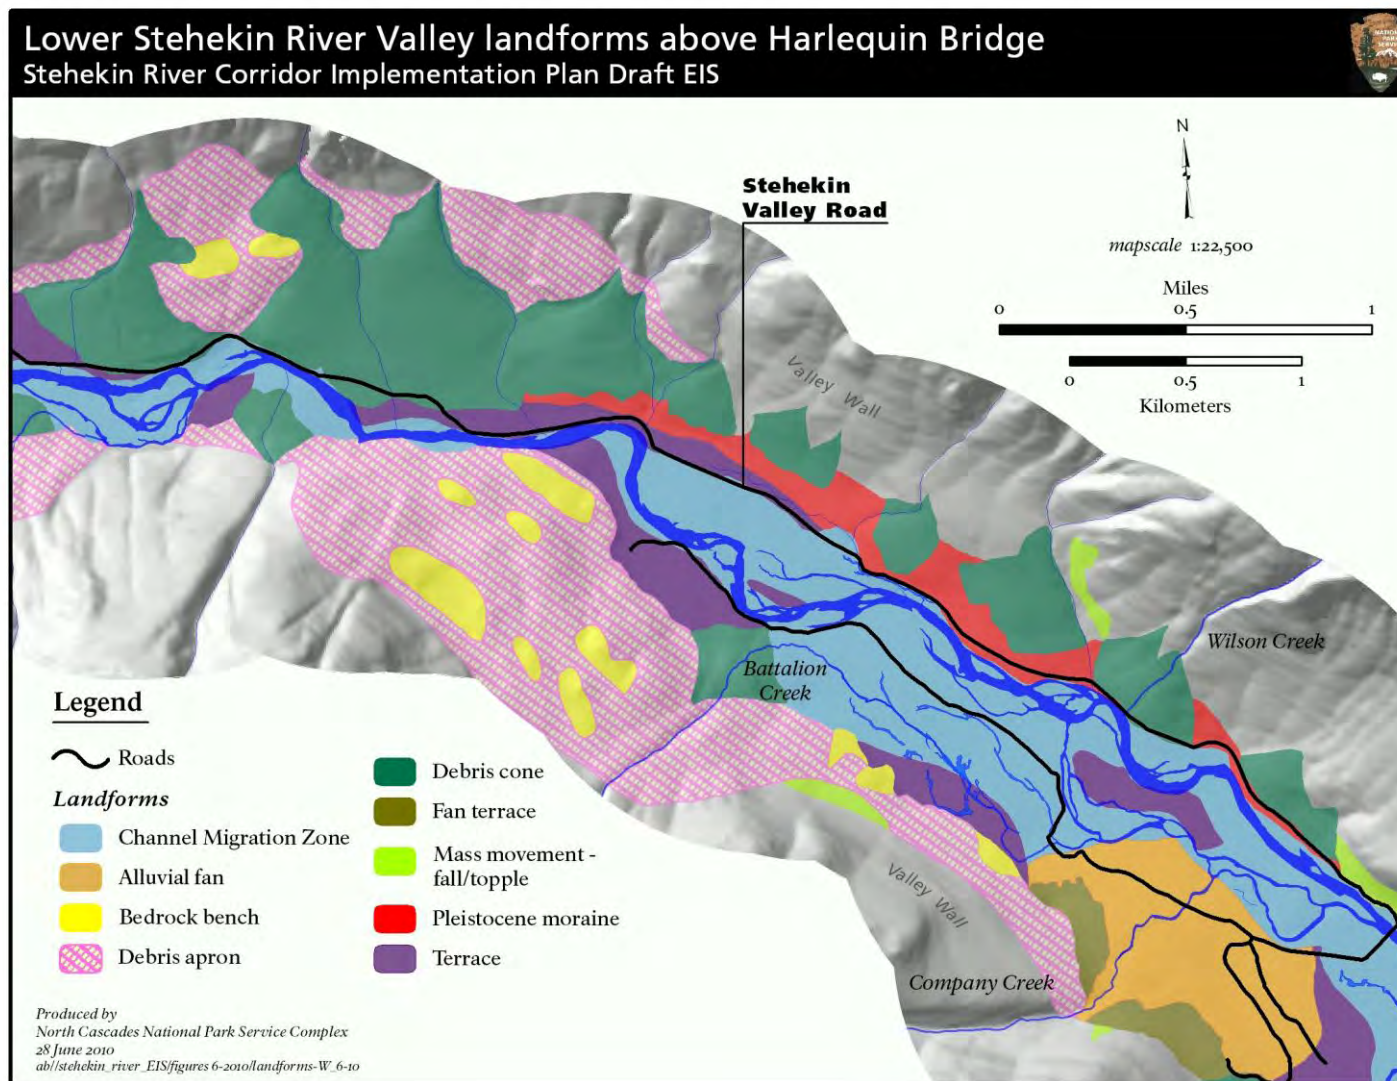 Lower Stehekin River Valley landforms above Harlequin Bridge
Stehekin River Corridor Implementation Plan Draft EIS
NATIONAL
PARK
SERVICE
N
mapscale 1:22,500
Miles
0 0.5 1
0 0.5 1
Kilometers
Stehekin
Valley Road
Valley Wall
Wilson Creek
Battalion
Creek
Valley Wall
Company Creek
Legend
Roads
Landforms
Channel Migration Zone
Alluvial fan
Bedrock bench
Debris apron
Debris cone
Fan terrace
Mass movement -
fall/topple
Pleistocene moraine
Terrace
Produced by
North Cascades National Park Service Complex
28 June 2010
ab//stehekin_river_EIS/figures 6-2010/landforms-W_6-10